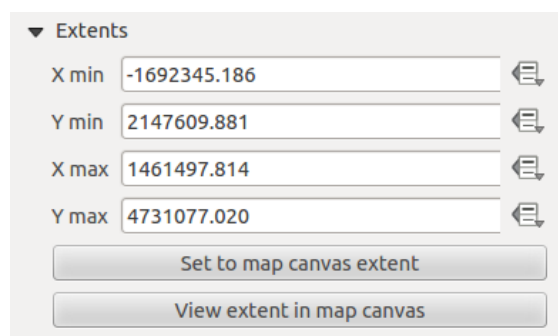 Extents
X min -1692345.186
Y min 2147609.881
X max 1461497.814
Y max 4731077.020
Set to map canvas extent
View extent in map canvas